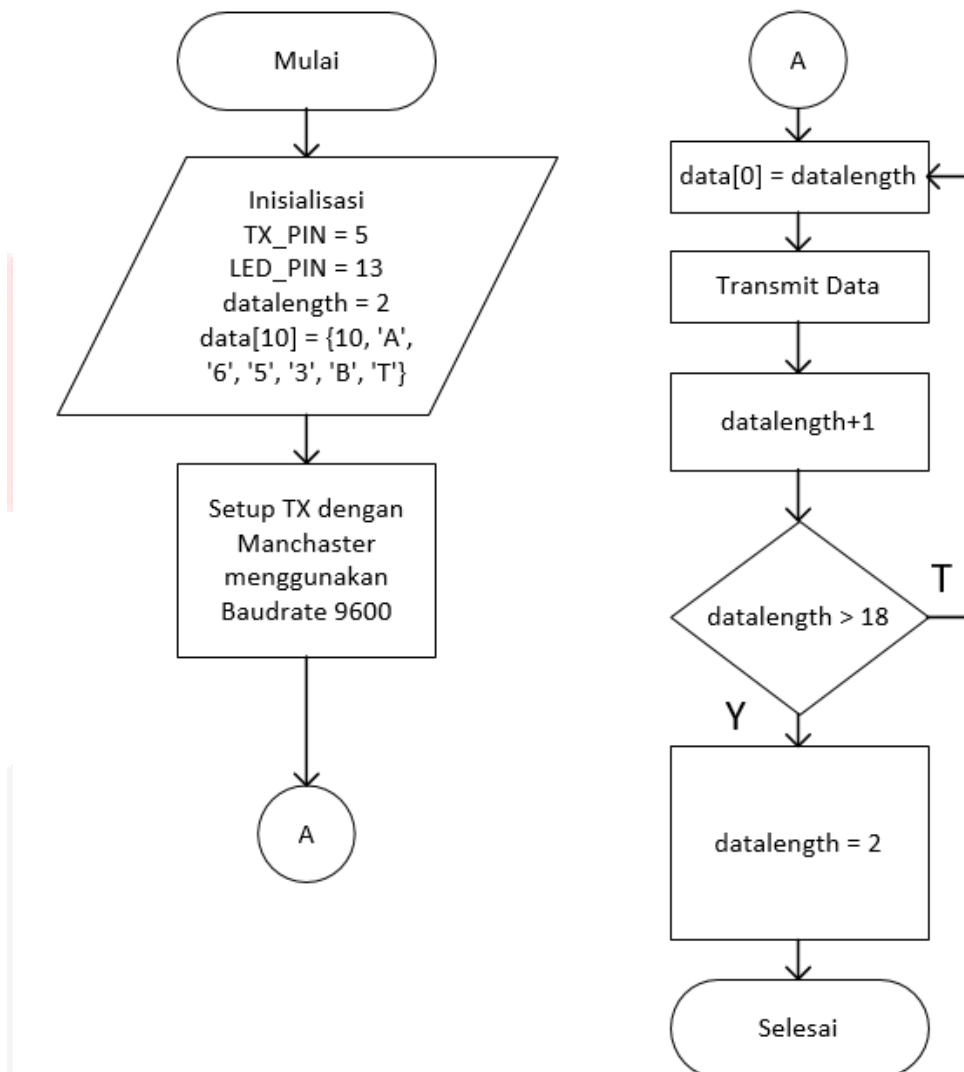 Mulai
Inisialisasi
TX_PIN = 5
LED_PIN = 13
datalength = 2
data[10] = {10, 'A',
'6', '5', '3', 'B', 'T'}
Setup TX dengan
Manchaster
menggunakan
Baudrate 9600
A
A
data[0] = datalength
Transmit Data
datalength+1
datalength > 18
T
Y
datalength = 2
Selesai